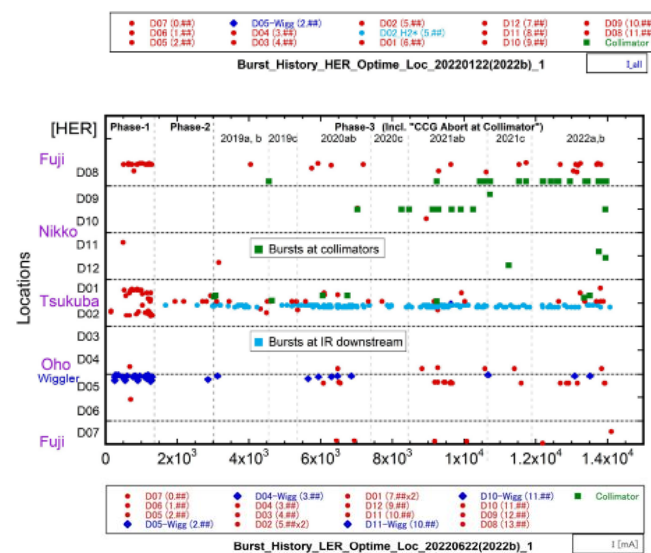 D07 (0.##) D05-Wigg (2.##) D02 (5.##) D12 (7.##) D09 (10.##)
D06 (1.##) D04 (3.##) D02 H2* (5.##) D11 (8.##) D08 (11.##
D05 (2.##) D03 (4.##) D01 (6.##) D10 (9.##) Collimator
Burst_History_HER_Optime_Loc_20220122(2022b)_1 I_all
[HER] Phase-1 Phase-2 Phase-3 (Incl. "CCG Abort at Collimator")
2019a, b 2019c 2020ab 2020c 2021ab 2021c 2022a,b
Fuji
D08
D09
D10
Nikko
D11
Bursts at collimators
D12
D01
Tsukuba
D02
Locations
D03
Bursts at IR downstream
D04
Oho
Wiggler
D05
D06
D07
Fuji
0 2x10³ 4x10³ 6x10³ 8x10³ 1x10⁴ 1.2x10⁴ 1.4x10⁴
D07 (0.##) D04-Wigg (3.##) D01 (7.##x2) D10-Wigg (11.##) Collimator
D06 (1.##) D04 (3.##) D12 (9.##) D10 (11.##)
D05 (2.##) D03 (4.##) D11 (10.##) D09 (12.##)
D05-Wigg (2.##) D02 (5.##x2) D11-Wigg (10.##) D08 (13.##)
Burst_History_LER_Optime_Loc_20220622(2022b)_1 I [mA]